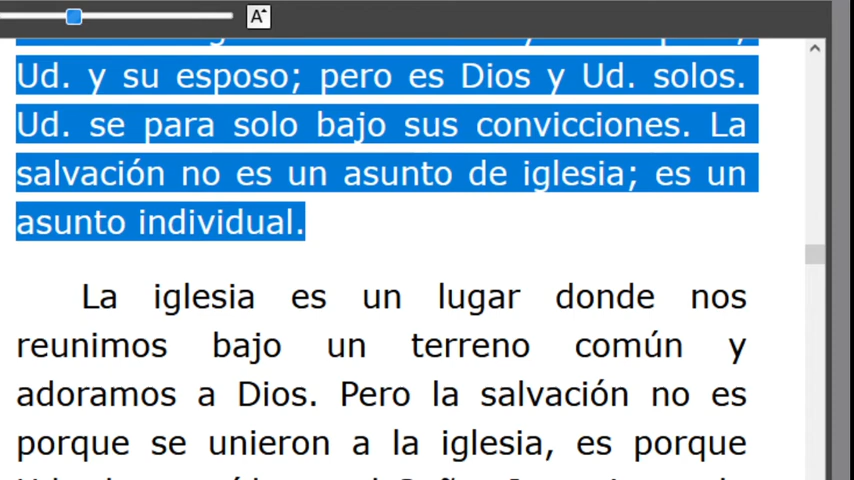 A
Ud. y su esposo; pero es Dios y Ud. solos.
Ud. se para solo bajo sus convicciones. La
salvación no es un asunto de iglesia; es un
asunto individual.
La iglesia es un lugar donde nos
reunimos bajo un terreno común y
adoramos a Dios. Pero la salvación no es
porque se unieron a la iglesia, es porque